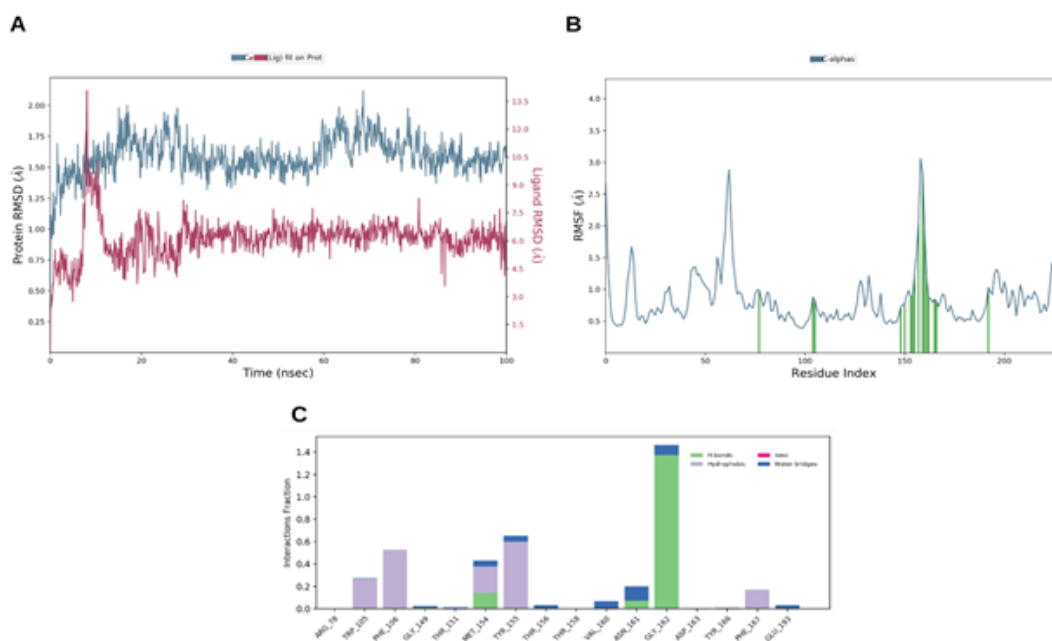 A
B
(Lig) fit on Prot
C-alphas
Protein RMSD (Å)
2.00
1.75
1.50
1.25
1.00
0.75
0.50
0.25
0
20
40
60
80
100
Time (nsec)
13.5
12.0
10.5
9.0
7.5
6.0
4.5
3.0
1.5
Ligand RMSD (Å)
RMSF (Å)
4.0
3.5
3.0
2.5
2.0
1.5
1.0
0.5
0
50
100
150
200
Residue Index
C
Interactions Fraction
1.4
1.2
1.0
0.8
0.6
0.4
0.2
0.0
H-bonds
Hydrophobic
Ionic
Water bridges
ARG_78
TRP_105
PHE_106
GLY_149
THR_151
MET_154
TYR_155
THR_156
THR_158
VAL_160
ASN_161
GLY_162
ASP_163
TYR_166
PHE_167
GLU_193